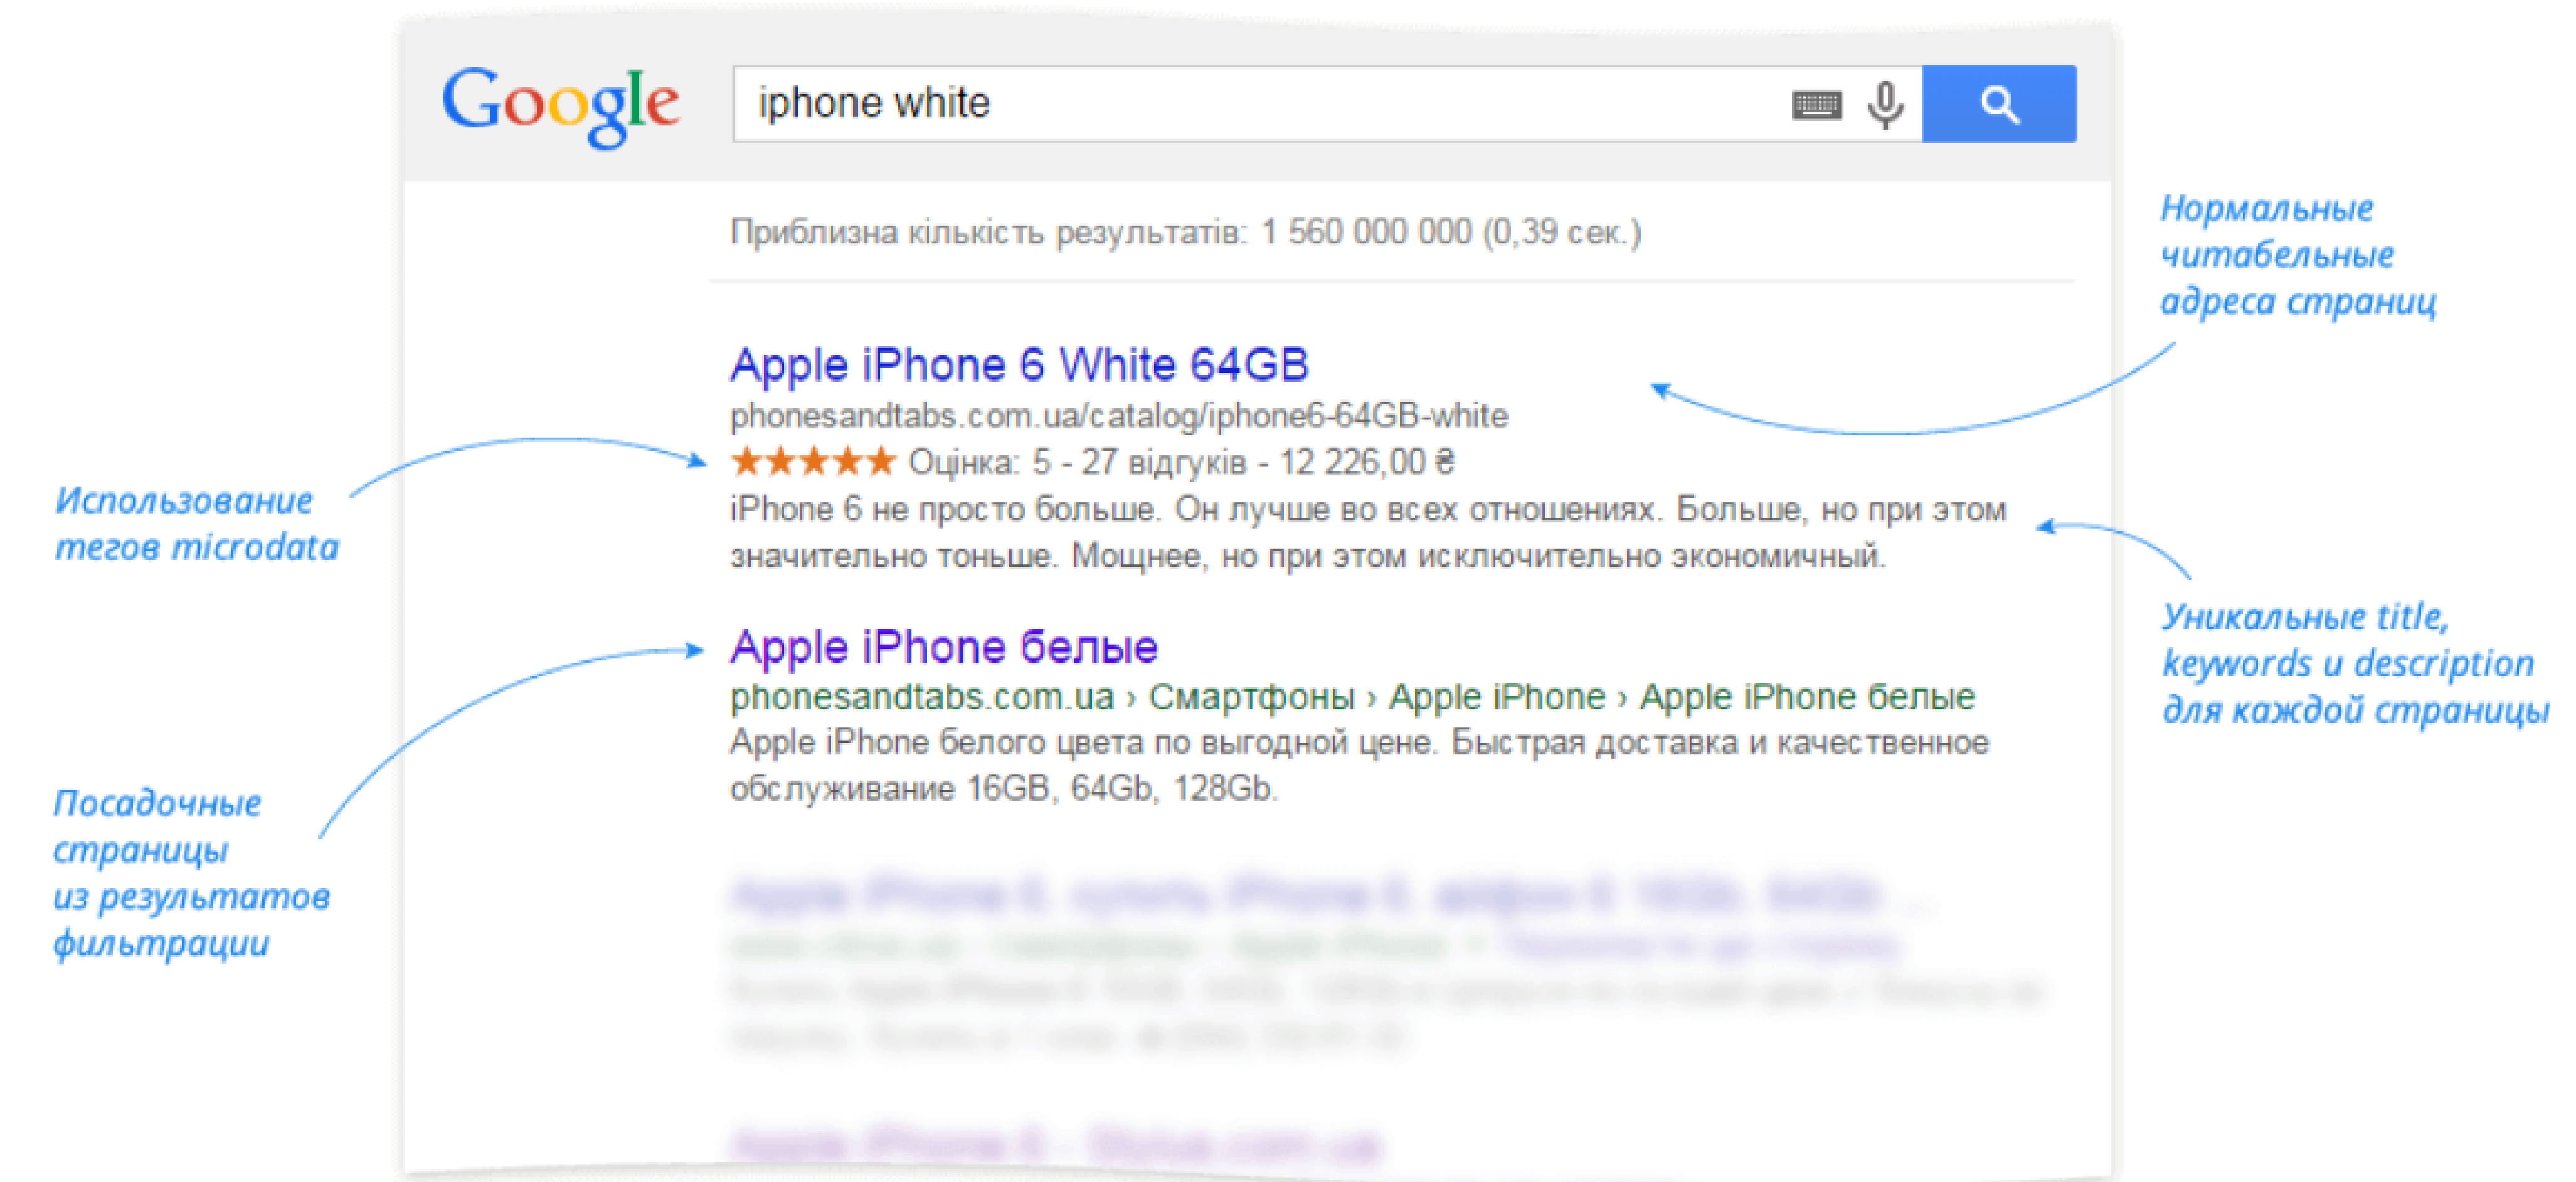 Google
iphone white
Приблизна кількість результатів: 1 560 000 000 (0,39 сек.)
Нормальные
читабельные
адреса страниц
Apple iPhone 6 White 64GB
phonesandtabs.com.ua/catalog/iphone6-64GB-white
Оцінка: 5 - 27 відгуків - 12 226,00 ₴
iPhone 6 не просто больше. Он лучше во всех отношениях. Больше, но при этом
значительно тоньше. Мощнее, но при этом исключительно экономичный.
Использование
тегов microdata
Уникальные title,
keywords и description
для каждой страницы
Apple iPhone белые
phonesandtabs.com.ua › Смартфоны › Apple iPhone › Apple iPhone белые
Apple iPhone белого цвета по выгодной цене. Быстрая доставка и качественное
обслуживание 16GB, 64Gb, 128Gb.
Посадочные
страницы
из результатов
фильтрации